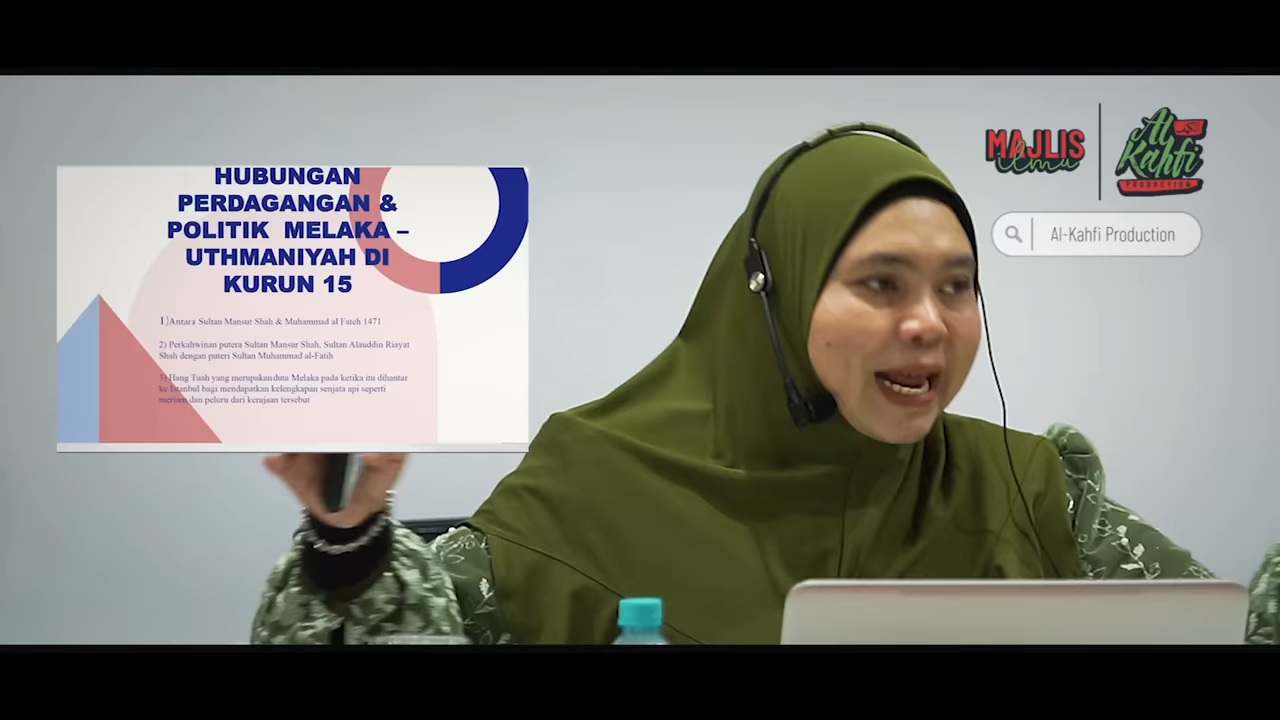 HUBUNGAN
PERDAGANGAN &
POLITIK MELAKA –
UTHMANIYAH DI
KURUN 15
1)Antara Sultan Mansur Shah & Muhammad al Fateh 1471
2) Perkahwinan putera Sultan Mansur Shah, Sultan Alauddin Riayat
Shah dengan puteri Sultan Muhammad al-Fatih
3) Hang Tuah yang merupakan duta Melaka pada ketika itu dihantar
ke Istanbul bagi mendapatkan kelengkapan senjata api seperti
meriam dan peluru dari kerajaan tersebut
MAJLIS
Ilmu
Al
Kahfi
PRODUCTION
Al-Kahfi Production